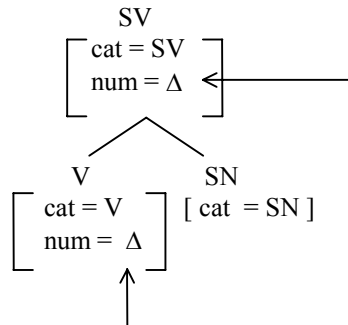 SV
cat = SV
num = Δ
V SN
cat = V [ cat = SN ]
num = Δ